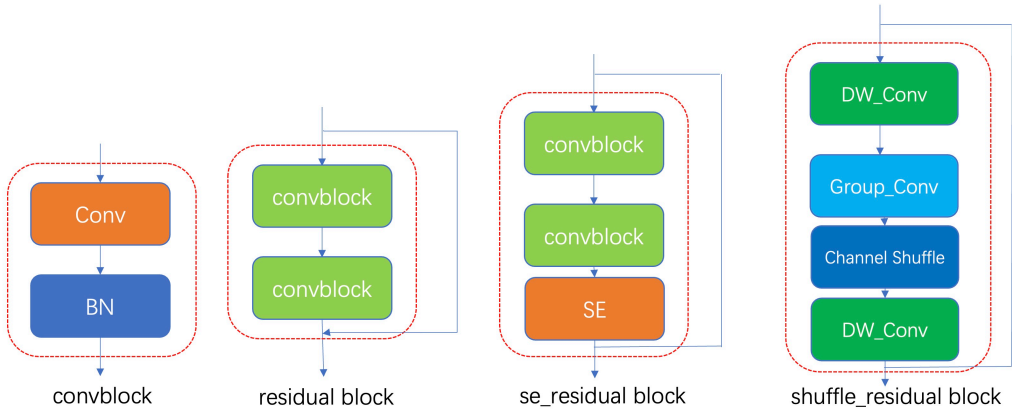 Conv
BN
convblock
convblock
convblock
residual block
convblock
convblock
SE
se_residual block
DW_Conv
Group_Conv
Channel Shuffle
DW_Conv
shuffle_residual block